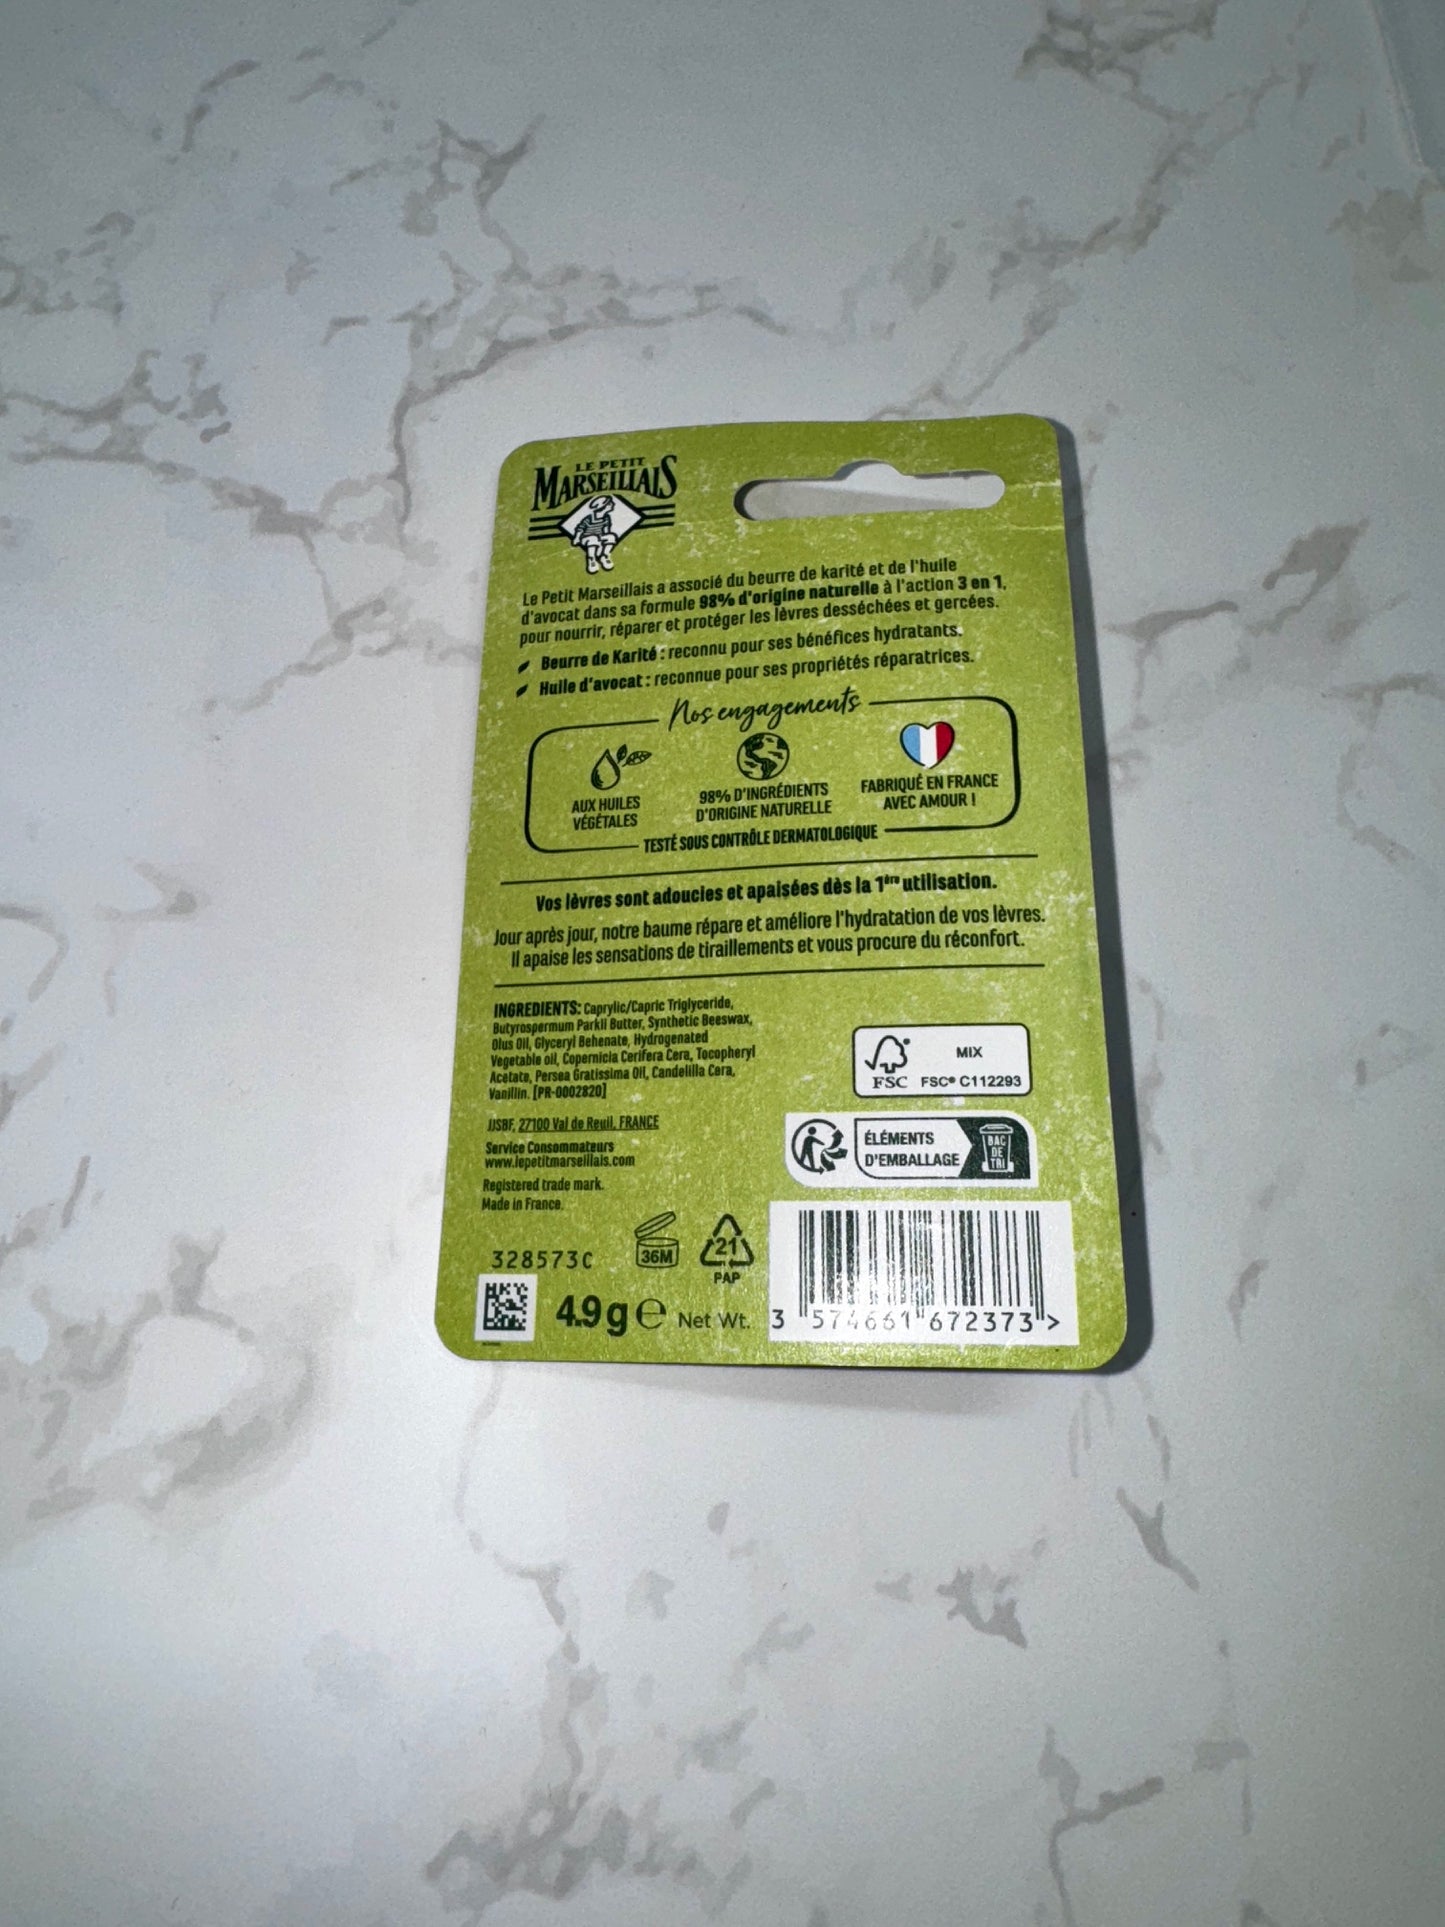 LE PETIT
MARSEILLAIS
Le Petit Marseillais a associé du beurre de karité et de l'huile
d'avocat dans sa formule 98% d'origine naturelle à l'action 3 en 1,
pour nourrir, réparer et protéger les lèvres desséchées et gercées.
Beurre de Karité : reconnu pour ses bénéfices hydratants.
Huile d'avocat : reconnue pour ses propriétés réparatrices.
Nos engagements
AUX HUILES
VÉGÉTALES
98% D'INGRÉDIENTS
D'ORIGINE NATURELLE
FABRIQUÉ EN FRANCE
AVEC AMOUR !
TESTÉ SOUS CONTRÔLE DERMATOLOGIQUE
Vos lèvres sont adoucies et apaisées dès la 1ère utilisation.
Jour après jour, notre baume répare et améliore l'hydratation de vos lèvres.
Il apaise les sensations de tiraillements et vous procure du réconfort.
INGREDIENTS: Caprylic/Capric Triglyceride,
Butyrospermum Parkii Butter, Synthetic Beeswax,
Olus Oil, Glyceryl Behenate, Hydrogenated
Vegetable oil, Copernicia Cerifera Cera, Tocopheryl
Acetate, Persea Gratissima Oil, Candelilla Cera,
Vanillin. [PR-0002820]
JJSBF, 27100 Val de Reuil, FRANCE
Service Consommateurs
www.lepetitmarseillais.com
Registered trade mark.
Made in France.
FSC
MIX
FSC® C112293
ÉLÉMENTS
D'EMBALLAGE
BAC
DE
TRI
328573C
36M
21
PAP
4.9 g ℮ Net Wt.
3 574661 672373 >